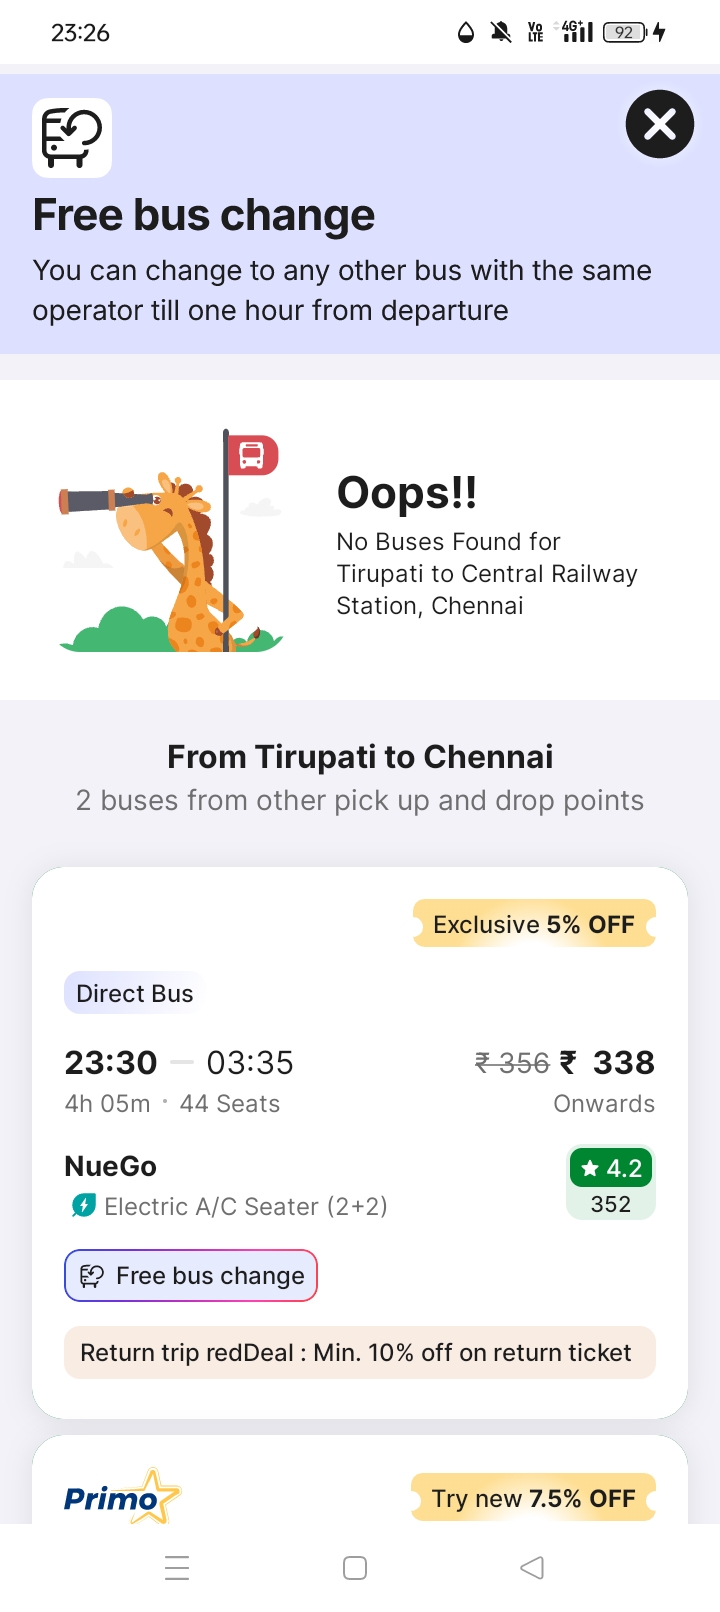 23:26
Vo LTE 4G+ 92
Free bus change
You can change to any other bus with the same
operator till one hour from departure
Oops!!
No Buses Found for
Tirupati to Central Railway
Station, Chennai
From Tirupati to Chennai
2 buses from other pick up and drop points
Exclusive 5% OFF
Direct Bus
23:30 — 03:35 ₹ 356 ₹ 338
4h 05m · 44 Seats Onwards
NueGo ★ 4.2
Electric A/C Seater (2+2) 352
Free bus change
Return trip redDeal : Min. 10% off on return ticket
Primo Try new 7.5% OFF